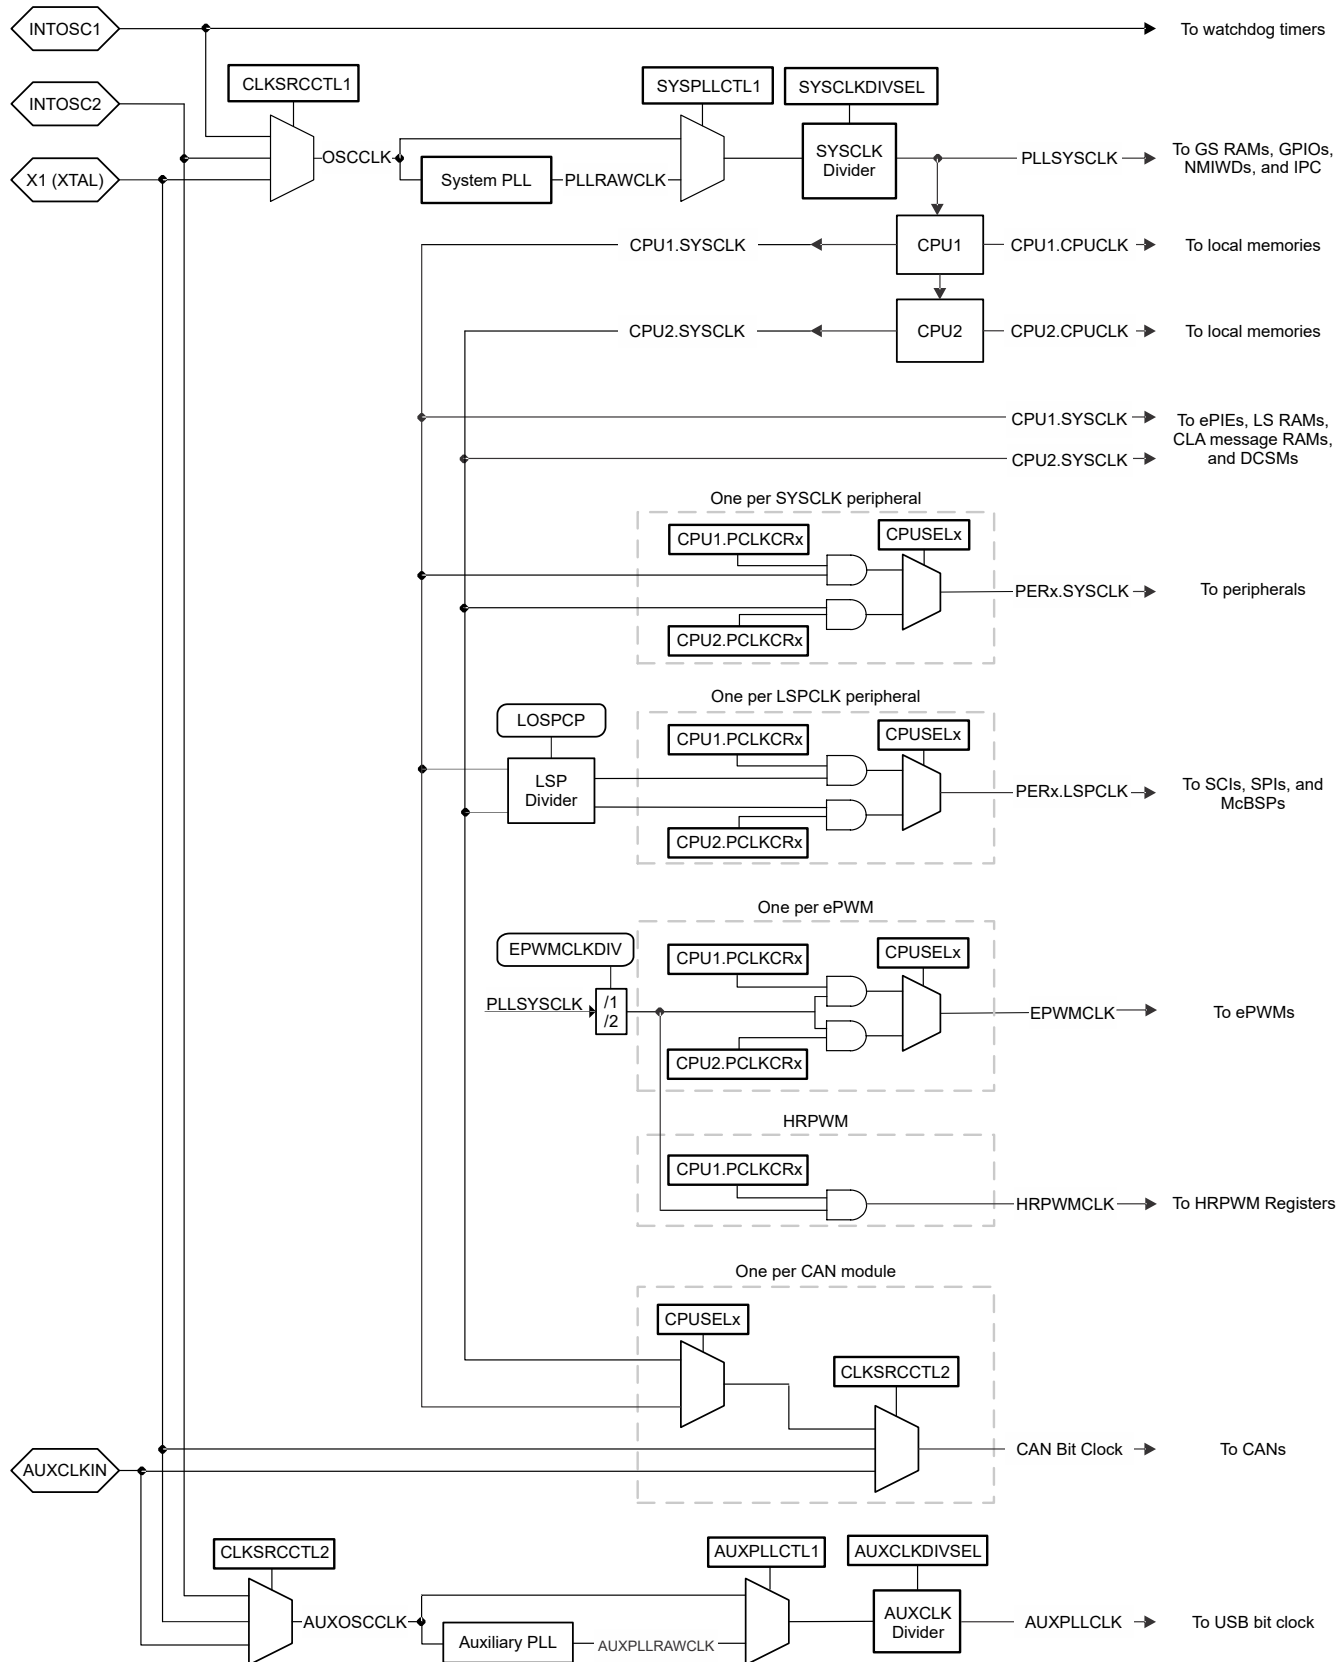 INTOSC1
To watchdog timers
CLKSRCCTL1
SYSPLLCTL1
SYSCLKDIVSEL
INTOSC2
OSCCLK
SYSCLK
Divider
PLLSYSCLK
To GS RAMs, GPIOs,
NMIWDs, and IPC
X1 (XTAL)
System PLL
PLLRAWCLK
CPU1.SYSCLK
CPU1
CPU1.CPUCLK
To local memories
CPU2.SYSCLK
CPU2
CPU2.CPUCLK
To local memories
CPU1.SYSCLK
To ePIEs, LS RAMs,
CLA message RAMs,
and DCSMs
CPU2.SYSCLK
One per SYSCLK peripheral
CPU1.PCLKCRx
CPUSELx
PERx.SYSCLK
To peripherals
CPU2.PCLKCRx
One per LSPCLK peripheral
LOSPCP
CPU1.PCLKCRx
CPUSELx
LSP
Divider
PERx.LSPCLK
To SCIs, SPIs, and
McBSPs
CPU2.PCLKCRx
One per ePWM
EPWMCLKDIV
CPU1.PCLKCRx
CPUSELx
PLLSYSCLK
/1
/2
EPWMCLK
To ePWMs
CPU2.PCLKCRx
HRPWM
CPU1.PCLKCRx
HRPWMCLK
To HRPWM Registers
One per CAN module
CPUSELx
CLKSRCCTL2
CAN Bit Clock
To CANs
AUXCLKIN
CLKSRCCTL2
AUXPLLCTL1
AUXCLKDIVSEL
AUXOSCCLK
Auxiliary PLL
AUXPLLRAWCLK
AUXCLK
Divider
AUXPLLCLK
To USB bit clock